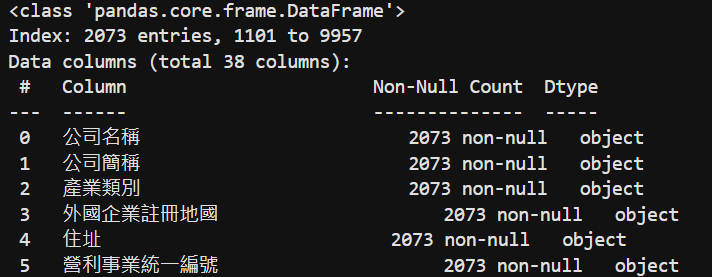 <class 'pandas.core.frame.DataFrame'>
Index: 2073 entries, 1101 to 9957
Data columns (total 38 columns):
 #   Column                        Non-Null Count  Dtype
---  ------                        --------------  -----
 0   公司名稱                          2073 non-null   object
 1   公司簡稱                          2073 non-null   object
 2   產業類別                          2073 non-null   object
 3   外國企業註冊地國                          2073 non-null   object
 4   住址                          2073 non-null   object
 5   營利事業統一編號                          2073 non-null   object